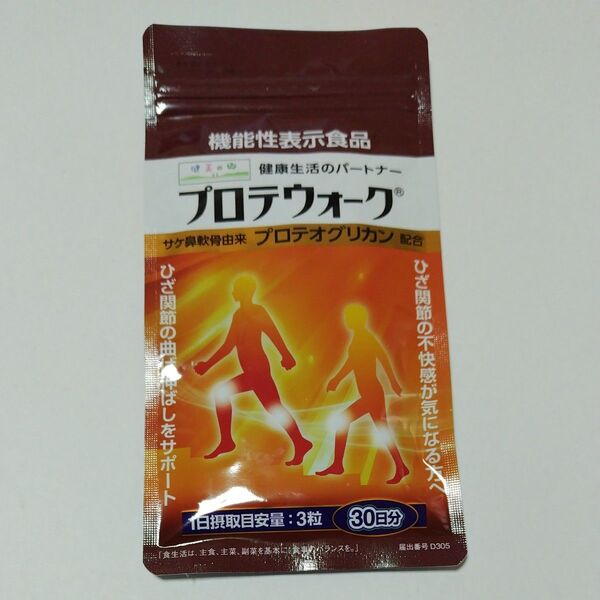 機能性表示食品
健美の里
健康生活のパートナー
プロテウォーク®
サケ鼻軟骨由来 プロテオグリカン 配合
ひざ関節の不快感が気になる方へ
ひざ関節の曲げ伸ばしをサポート
1日摂取目安量:3粒 30日分
「食生活は、主食、主菜、副菜を基本に、食事のバランスを。」
届出番号 D305